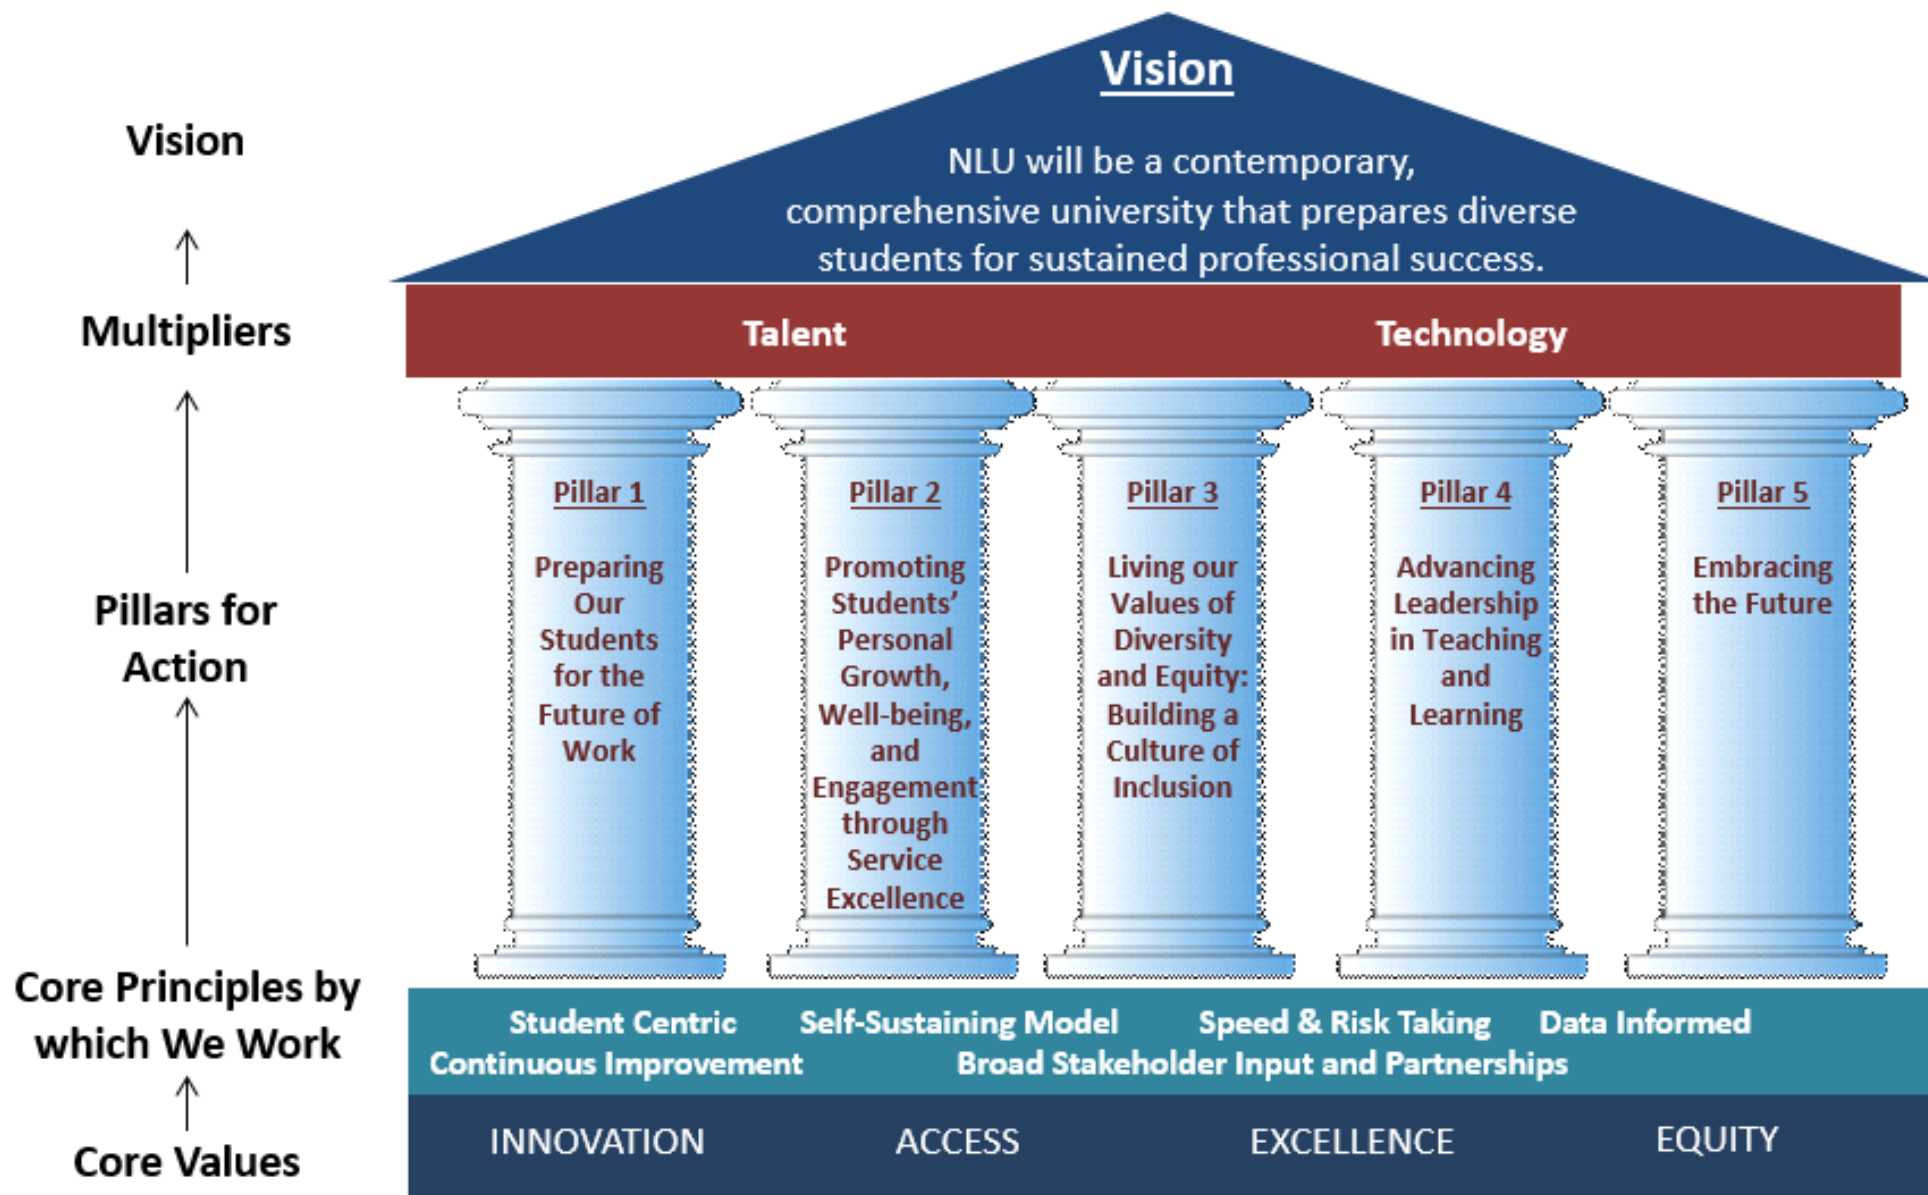 Vision
NLU will be a contemporary,
comprehensive university that prepares diverse
students for sustained professional success.
Vision
Multipliers
Talent Technology
Pillars for
Action
Pillar 1
Preparing
Our
Students
for the
Future of
Work
Pillar 2
Promoting
Students’
Personal
Growth,
Well-being,
and
Engagement
through
Service
Excellence
Pillar 3
Living our
Values of
Diversity
and Equity:
Building a
Culture of
Inclusion
Pillar 4
Advancing
Leadership
in Teaching
and
Learning
Pillar 5
Embracing
the Future
Core Principles by
which We Work
Student Centric Self-Sustaining Model Speed & Risk Taking Data Informed
Continuous Improvement Broad Stakeholder Input and Partnerships
Core Values
INNOVATION ACCESS EXCELLENCE EQUITY